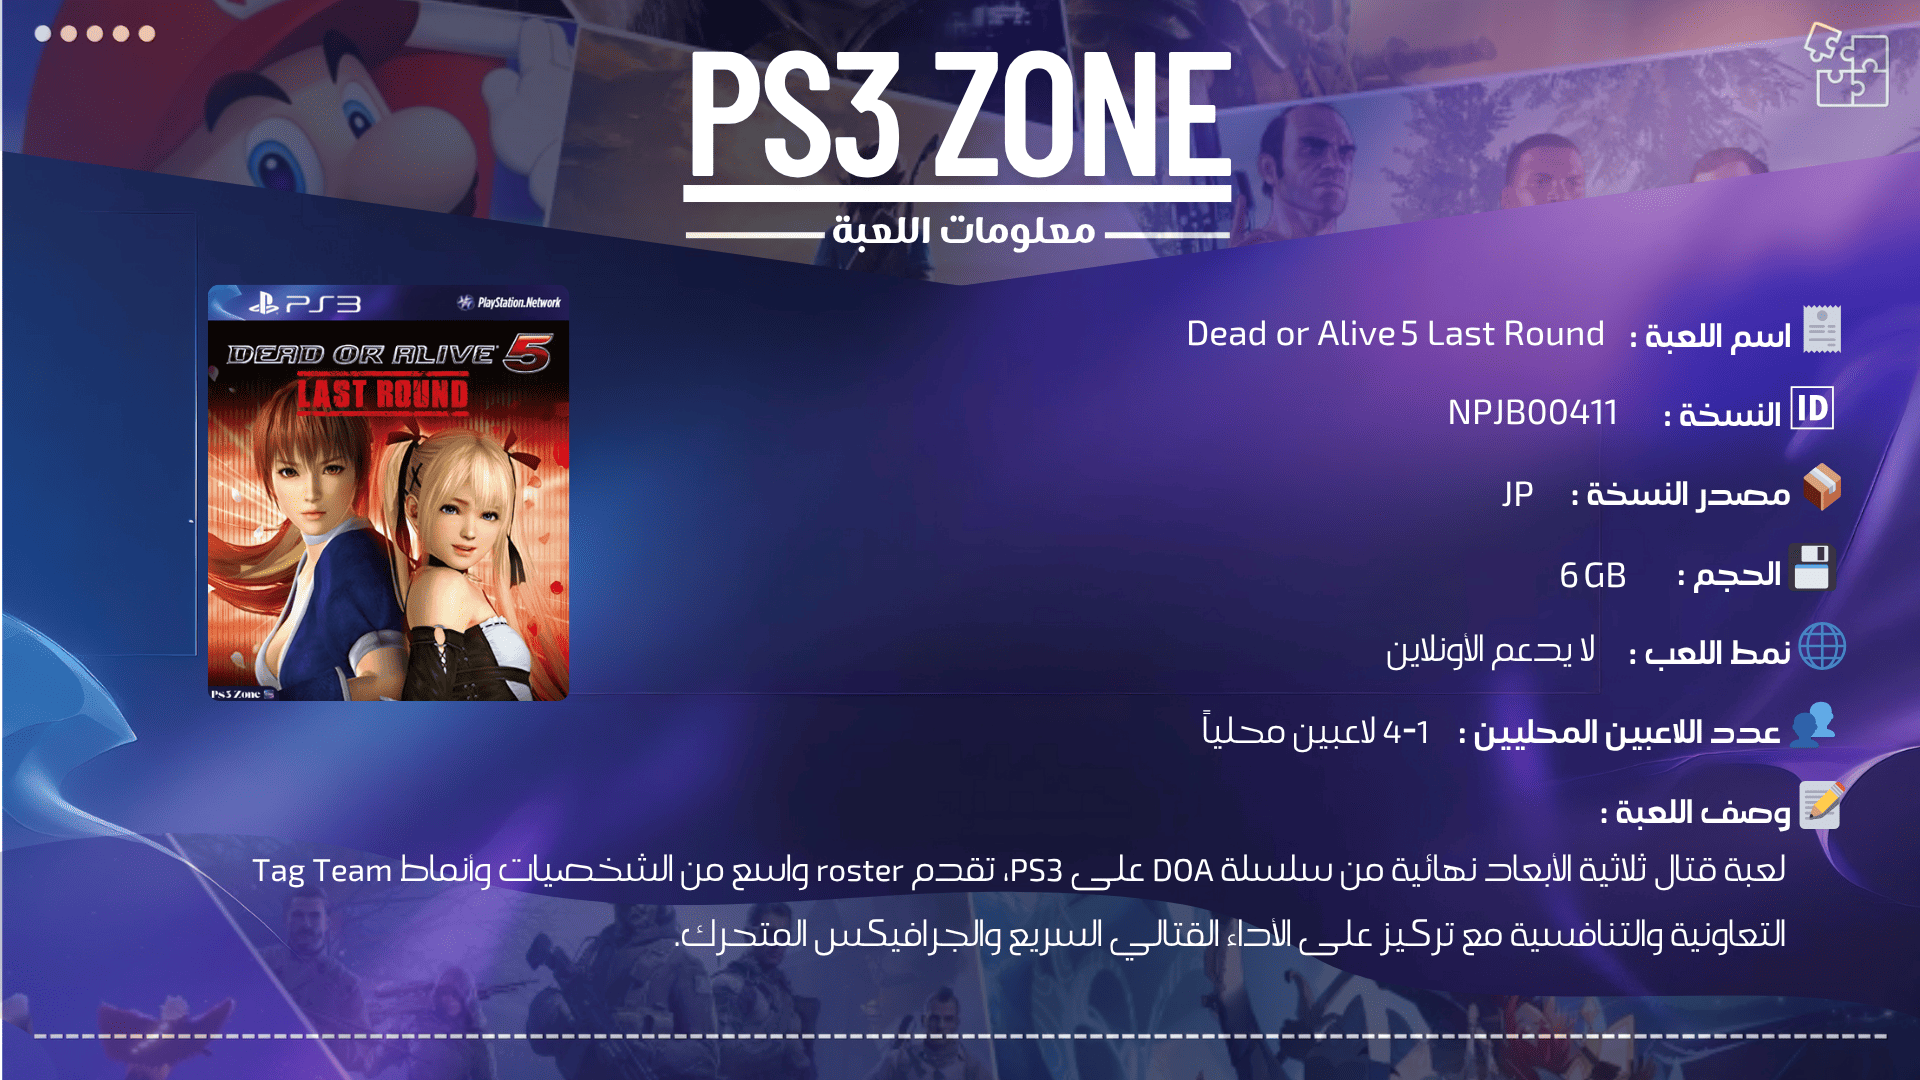 PS3 ZONE
معلومات اللعبة
PS3 PlayStation.Network
DEAD OR ALIVE 5
LAST ROUND
Ps3 Zone
اسم اللعبة : Dead or Alive 5 Last Round
ID النسخة : NPJB00411
مصدر النسخة : JP
الحجم : 6 GB
نمط اللعب : لا يدعم الأونلاين
عدد اللاعبين المحليين : 1-4 لاعبين محلياً
وصف اللعبة :
لعبة قتال ثلاثية الأبعاد نهائية من سلسلة DOA على PS3، تقدم roster واسع من الشخصيات وأنماط Tag Team
التعاونية والتنافسية مع تركيز على الأداء القتالي السريع والجرافيكس المتحرك.